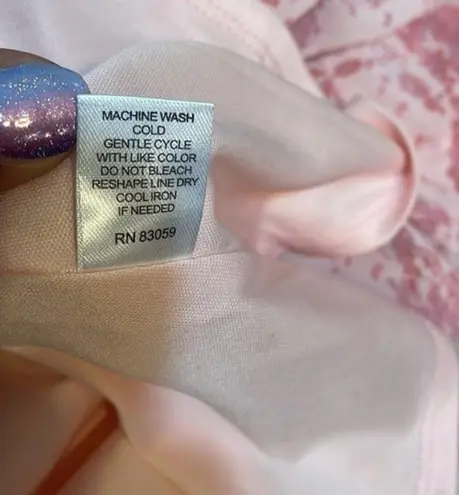 MACHINE WASH
COLD
GENTLE CYCLE
WITH LIKE COLOR
DO NOT BLEACH
RESHAPE LINE DRY
COOL IRON
IF NEEDED
RN 83059